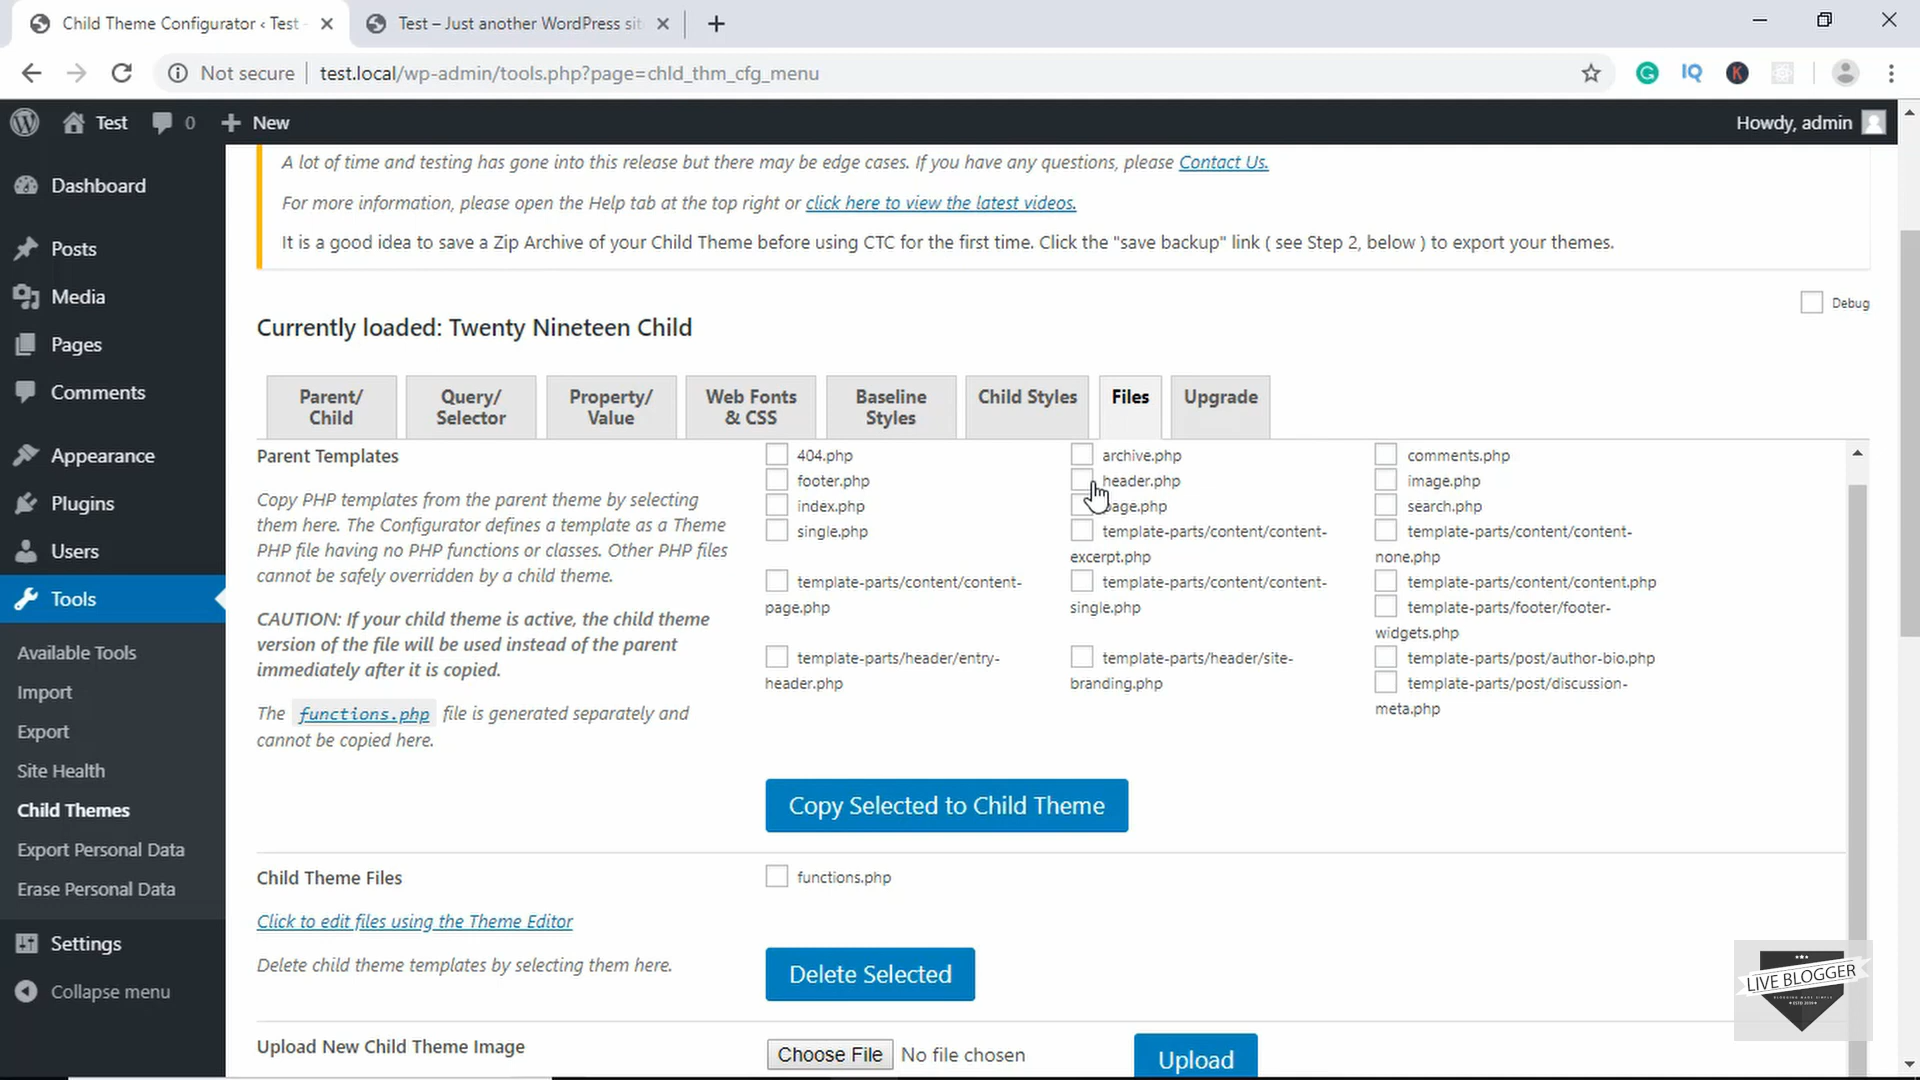 Child Theme Configurator ‹ Test -
Test – Just another WordPress sit
Not secure
test.local/wp-admin/tools.php?page=chld_thm_cfg_menu
IQ
K
Test
0
New
Howdy, admin
Dashboard
Posts
Media
Pages
Comments
Appearance
Plugins
Users
Tools
Available Tools
Import
Export
Site Health
Child Themes
Export Personal Data
Erase Personal Data
Settings
Collapse menu
A lot of time and testing has gone into this release but there may be edge cases. If you have any questions, please Contact Us.
For more information, please open the Help tab at the top right or click here to view the latest videos.
It is a good idea to save a Zip Archive of your Child Theme before using CTC for the first time. Click the "save backup" link ( see Step 2, below ) to export your themes.
Debug
Currently loaded: Twenty Nineteen Child
Parent/
Child
Query/
Selector
Property/
Value
Web Fonts
& CSS
Baseline
Styles
Child Styles
Files
Upgrade
Parent Templates
Copy PHP templates from the parent theme by selecting
them here. The Configurator defines a template as a Theme
PHP file having no PHP functions or classes. Other PHP files
cannot be safely overridden by a child theme.
CAUTION: If your child theme is active, the child theme
version of the file will be used instead of the parent
immediately after it is copied.
The functions.php file is generated separately and
cannot be copied here.
404.php
archive.php
comments.php
footer.php
header.php
image.php
index.php
page.php
search.php
single.php
template-parts/content/content-
excerpt.php
template-parts/content/content-
none.php
template-parts/content/content-
page.php
template-parts/content/content-
single.php
template-parts/content/content.php
template-parts/footer/footer-
widgets.php
template-parts/header/entry-
header.php
template-parts/header/site-
branding.php
template-parts/post/author-bio.php
template-parts/post/discussion-
meta.php
Copy Selected to Child Theme
Child Theme Files
functions.php
Click to edit files using the Theme Editor
Delete child theme templates by selecting them here.
Delete Selected
Upload New Child Theme Image
Choose File
No file chosen
Upload
LIVE BLOGGER